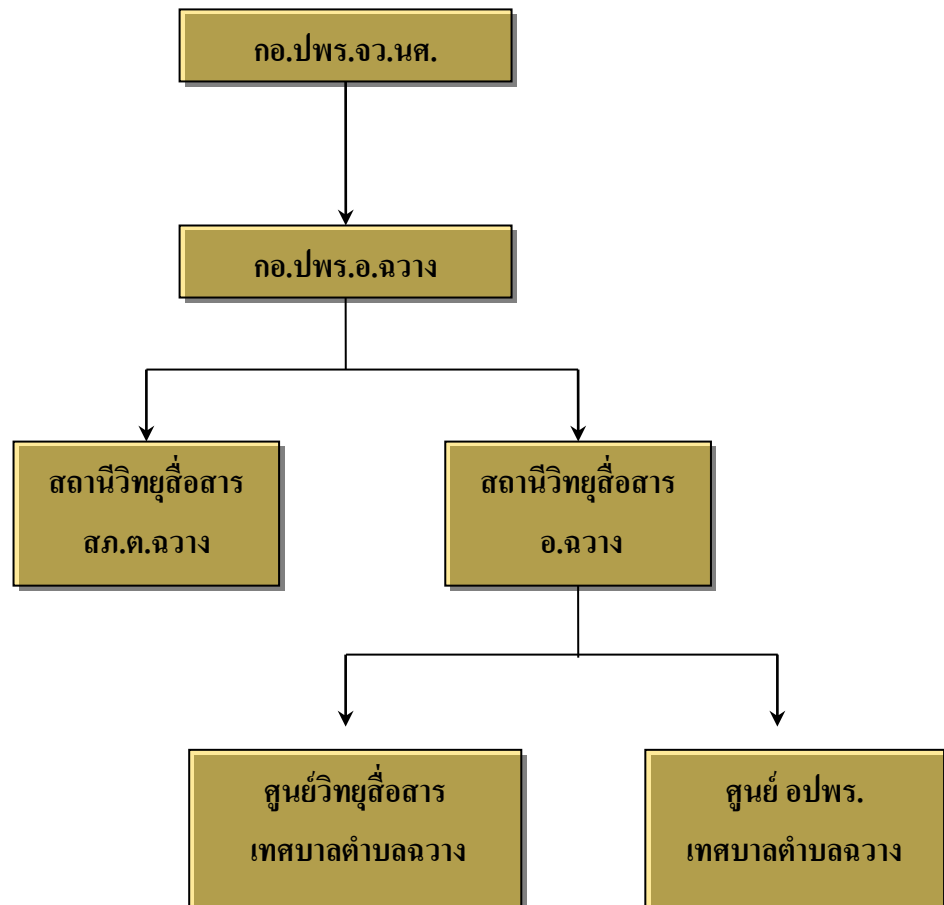 กอ.ปพร.จว.นศ.
กอ.ปพร.อ.ฉวาง
สถานีวิทยุสื่อสาร
สภ.ต.ฉวาง
สถานีวิทยุสื่อสาร
อ.ฉวาง
ศูนย์วิทยุสื่อสาร
เทศบาลตำบลฉวาง
ศูนย์ อปพร.
เทศบาลตำบลฉวาง